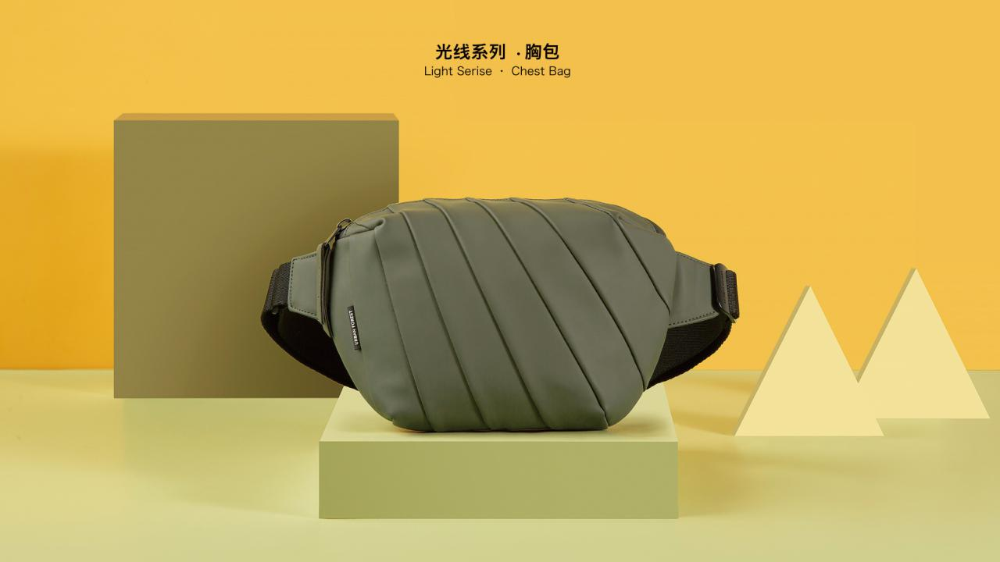 光线系列 · 胸包
Light Serise · Chest Bag
URBAN FOREST